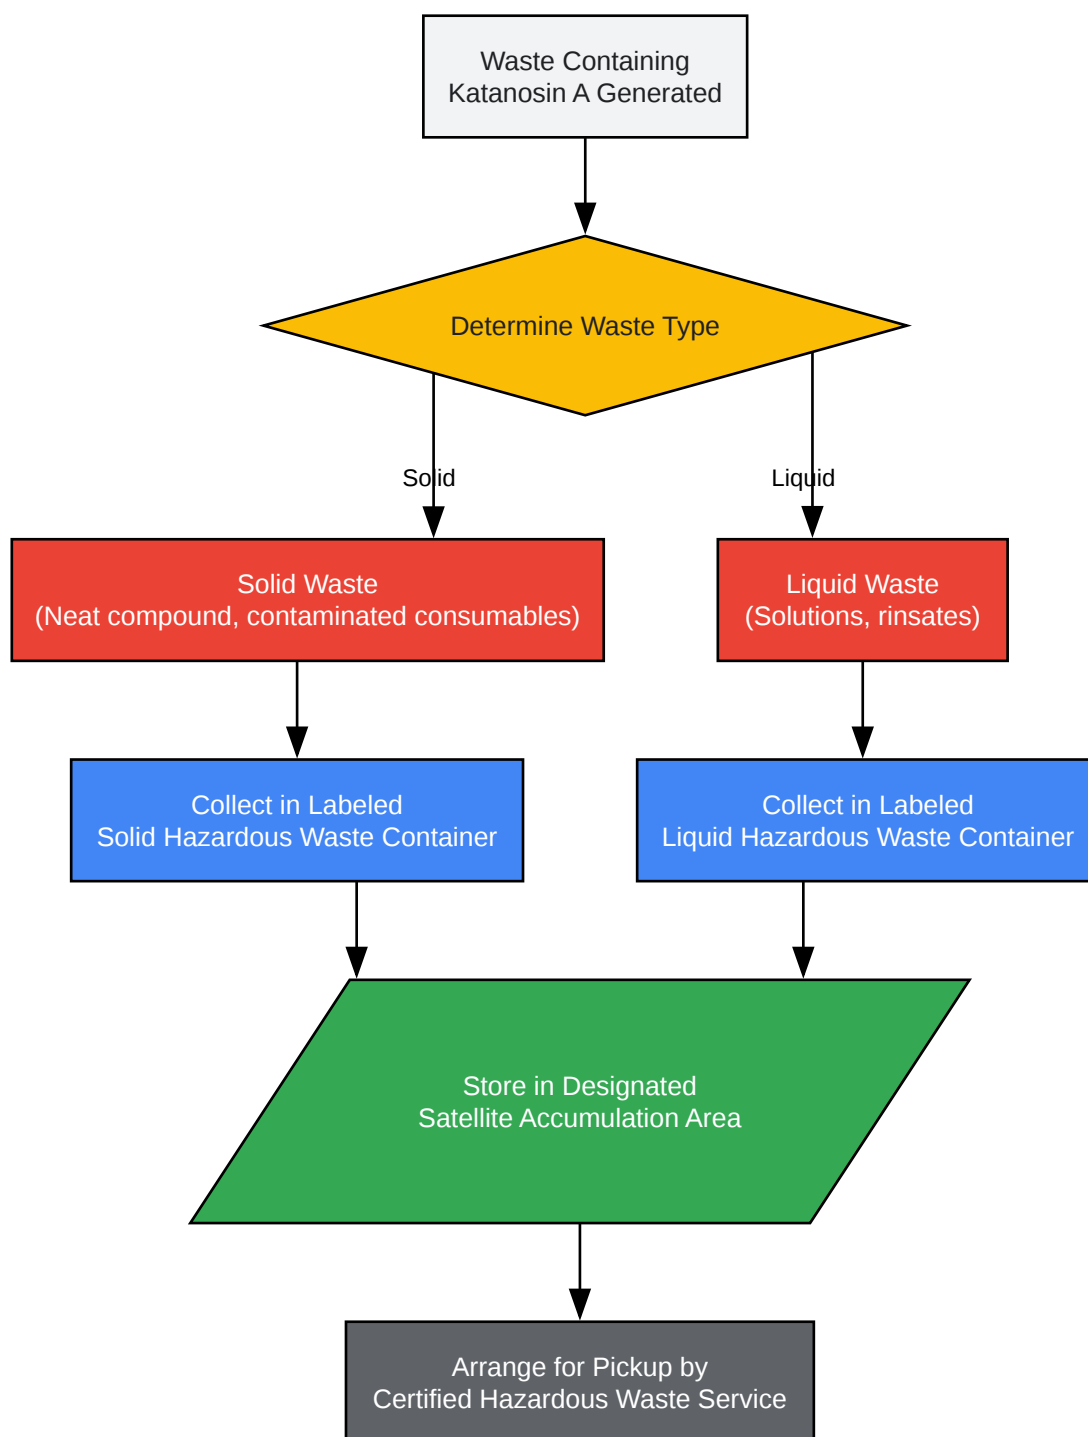 Waste Containing
Katanosin A Generated
Determine Waste Type
Solid
Liquid
Solid Waste
(Neat compound, contaminated consumables)
Liquid Waste
(Solutions, rinsates)
Collect in Labeled
Solid Hazardous Waste Container
Collect in Labeled
Liquid Hazardous Waste Container
Store in Designated
Satellite Accumulation Area
Arrange for Pickup by
Certified Hazardous Waste Service